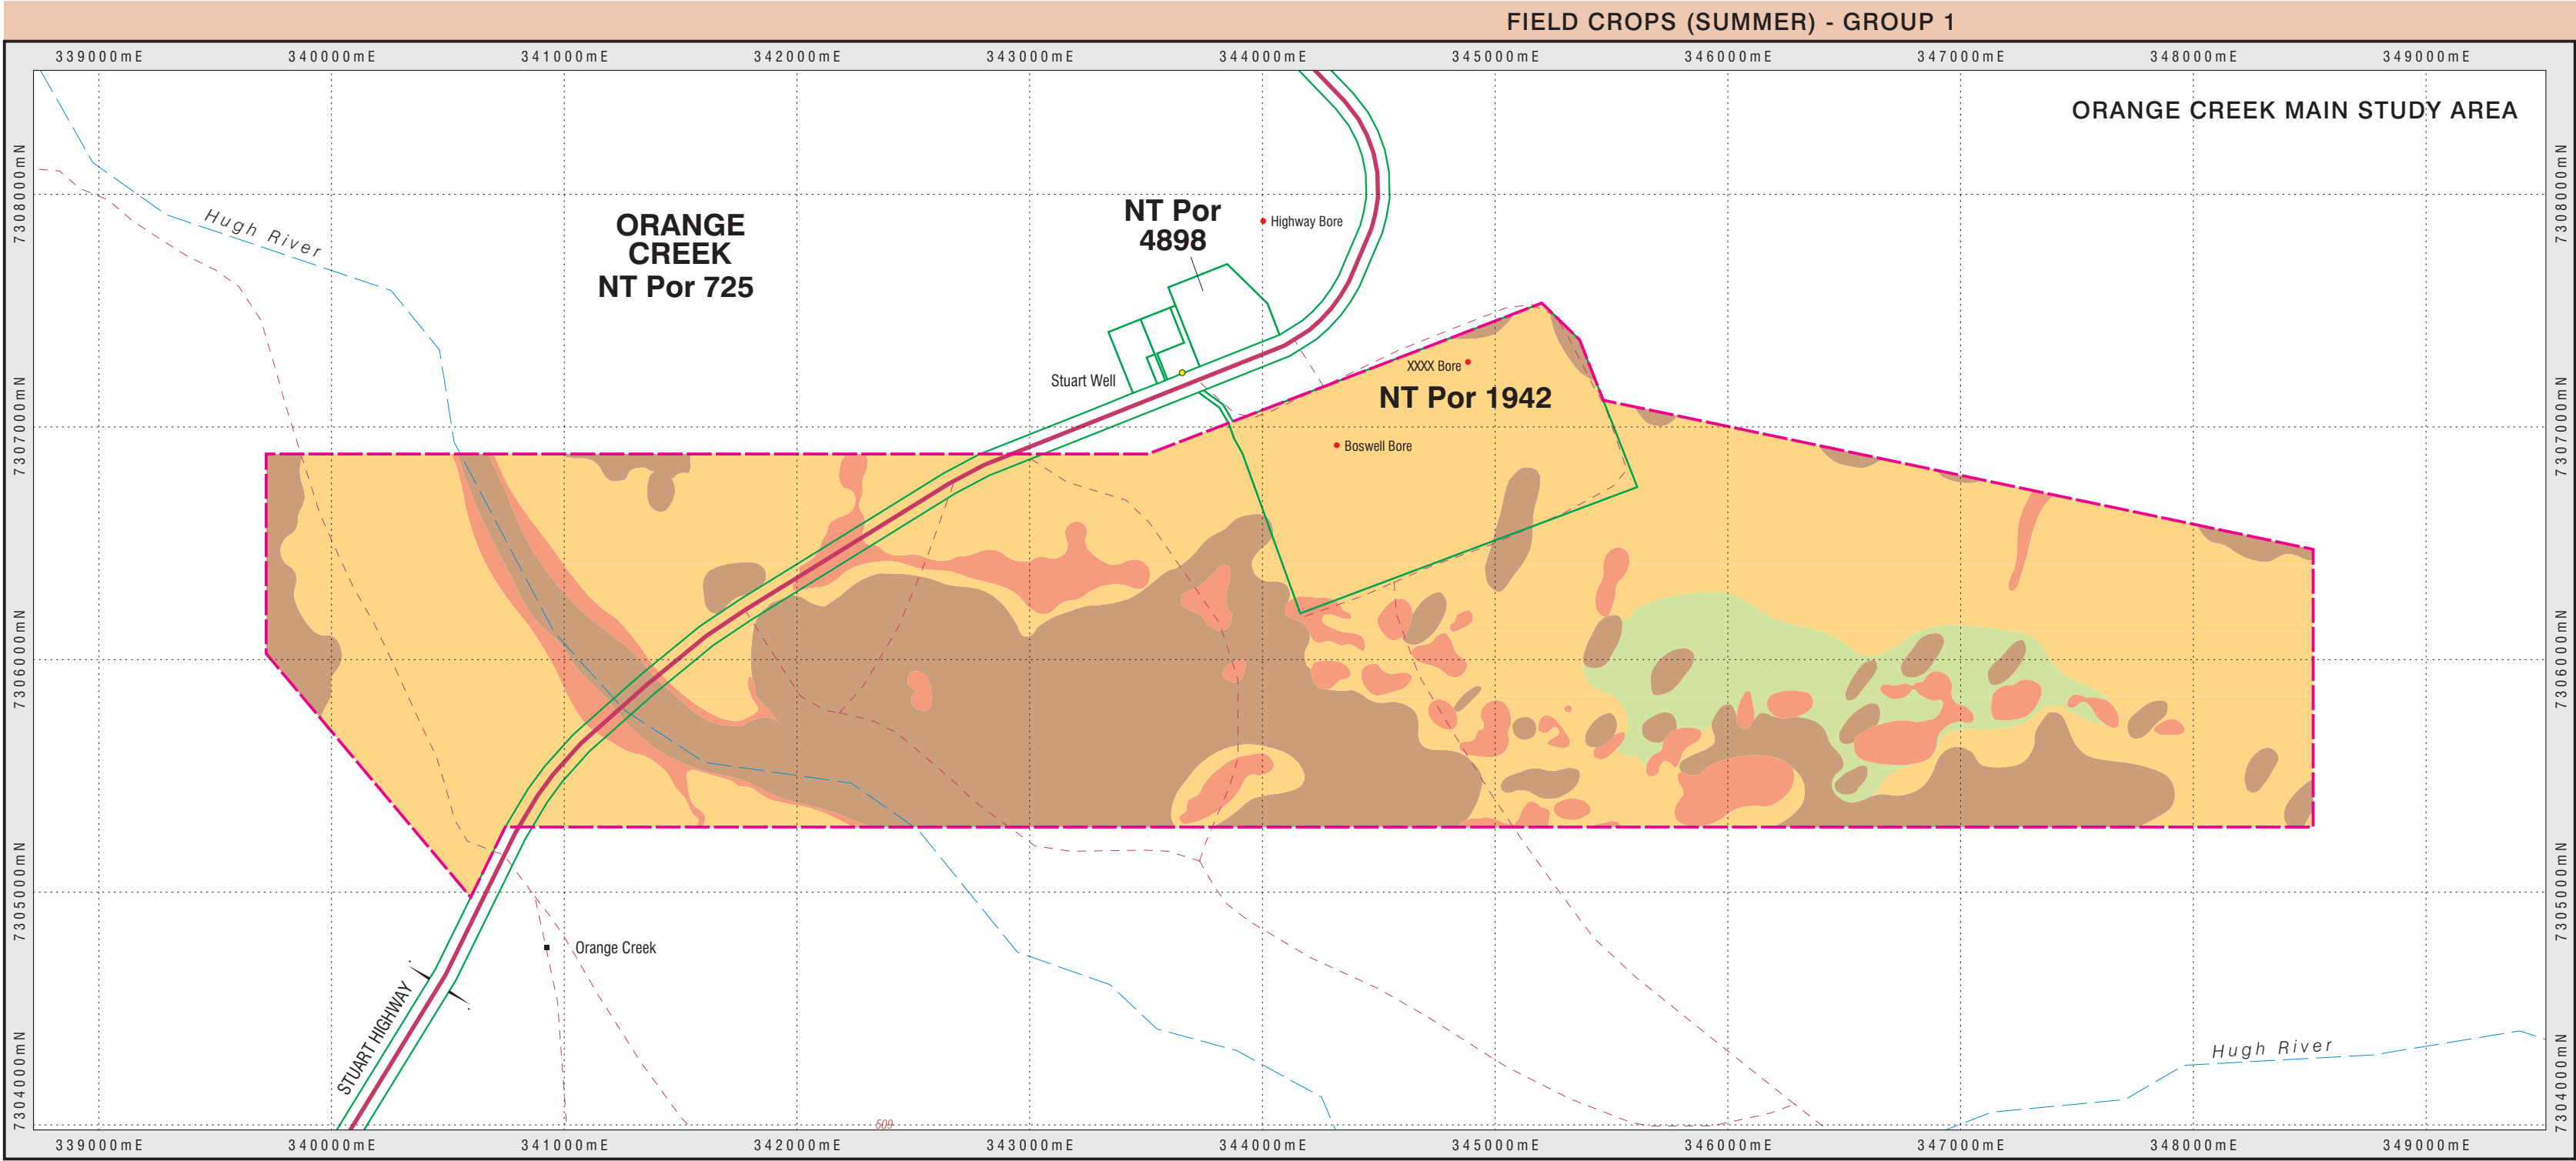 FIELD CROPS (SUMMER) - GROUP 1
339000mE 340000mE 341000mE 342000mE 343000mE 344000mE 345000mE 346000mE 347000mE 348000mE 349000mE
ORANGE CREEK MAIN STUDY AREA
7308000mN
7308000mN
Hugh River
ORANGE
CREEK
NT Por 725
NT Por
4898
Highway Bore
Stuart Well
XXXX Bore
NT Por 1942
Boswell Bore
7307000mN
7307000mN
7306000mN
7306000mN
7305000mN
7305000mN
Orange Creek
STUART HIGHWAY
Hugh River
7304000mN
7304000mN
509
339000mE 340000mE 341000mE 342000mE 343000mE 344000mE 345000mE 346000mE 347000mE 348000mE 349000mE